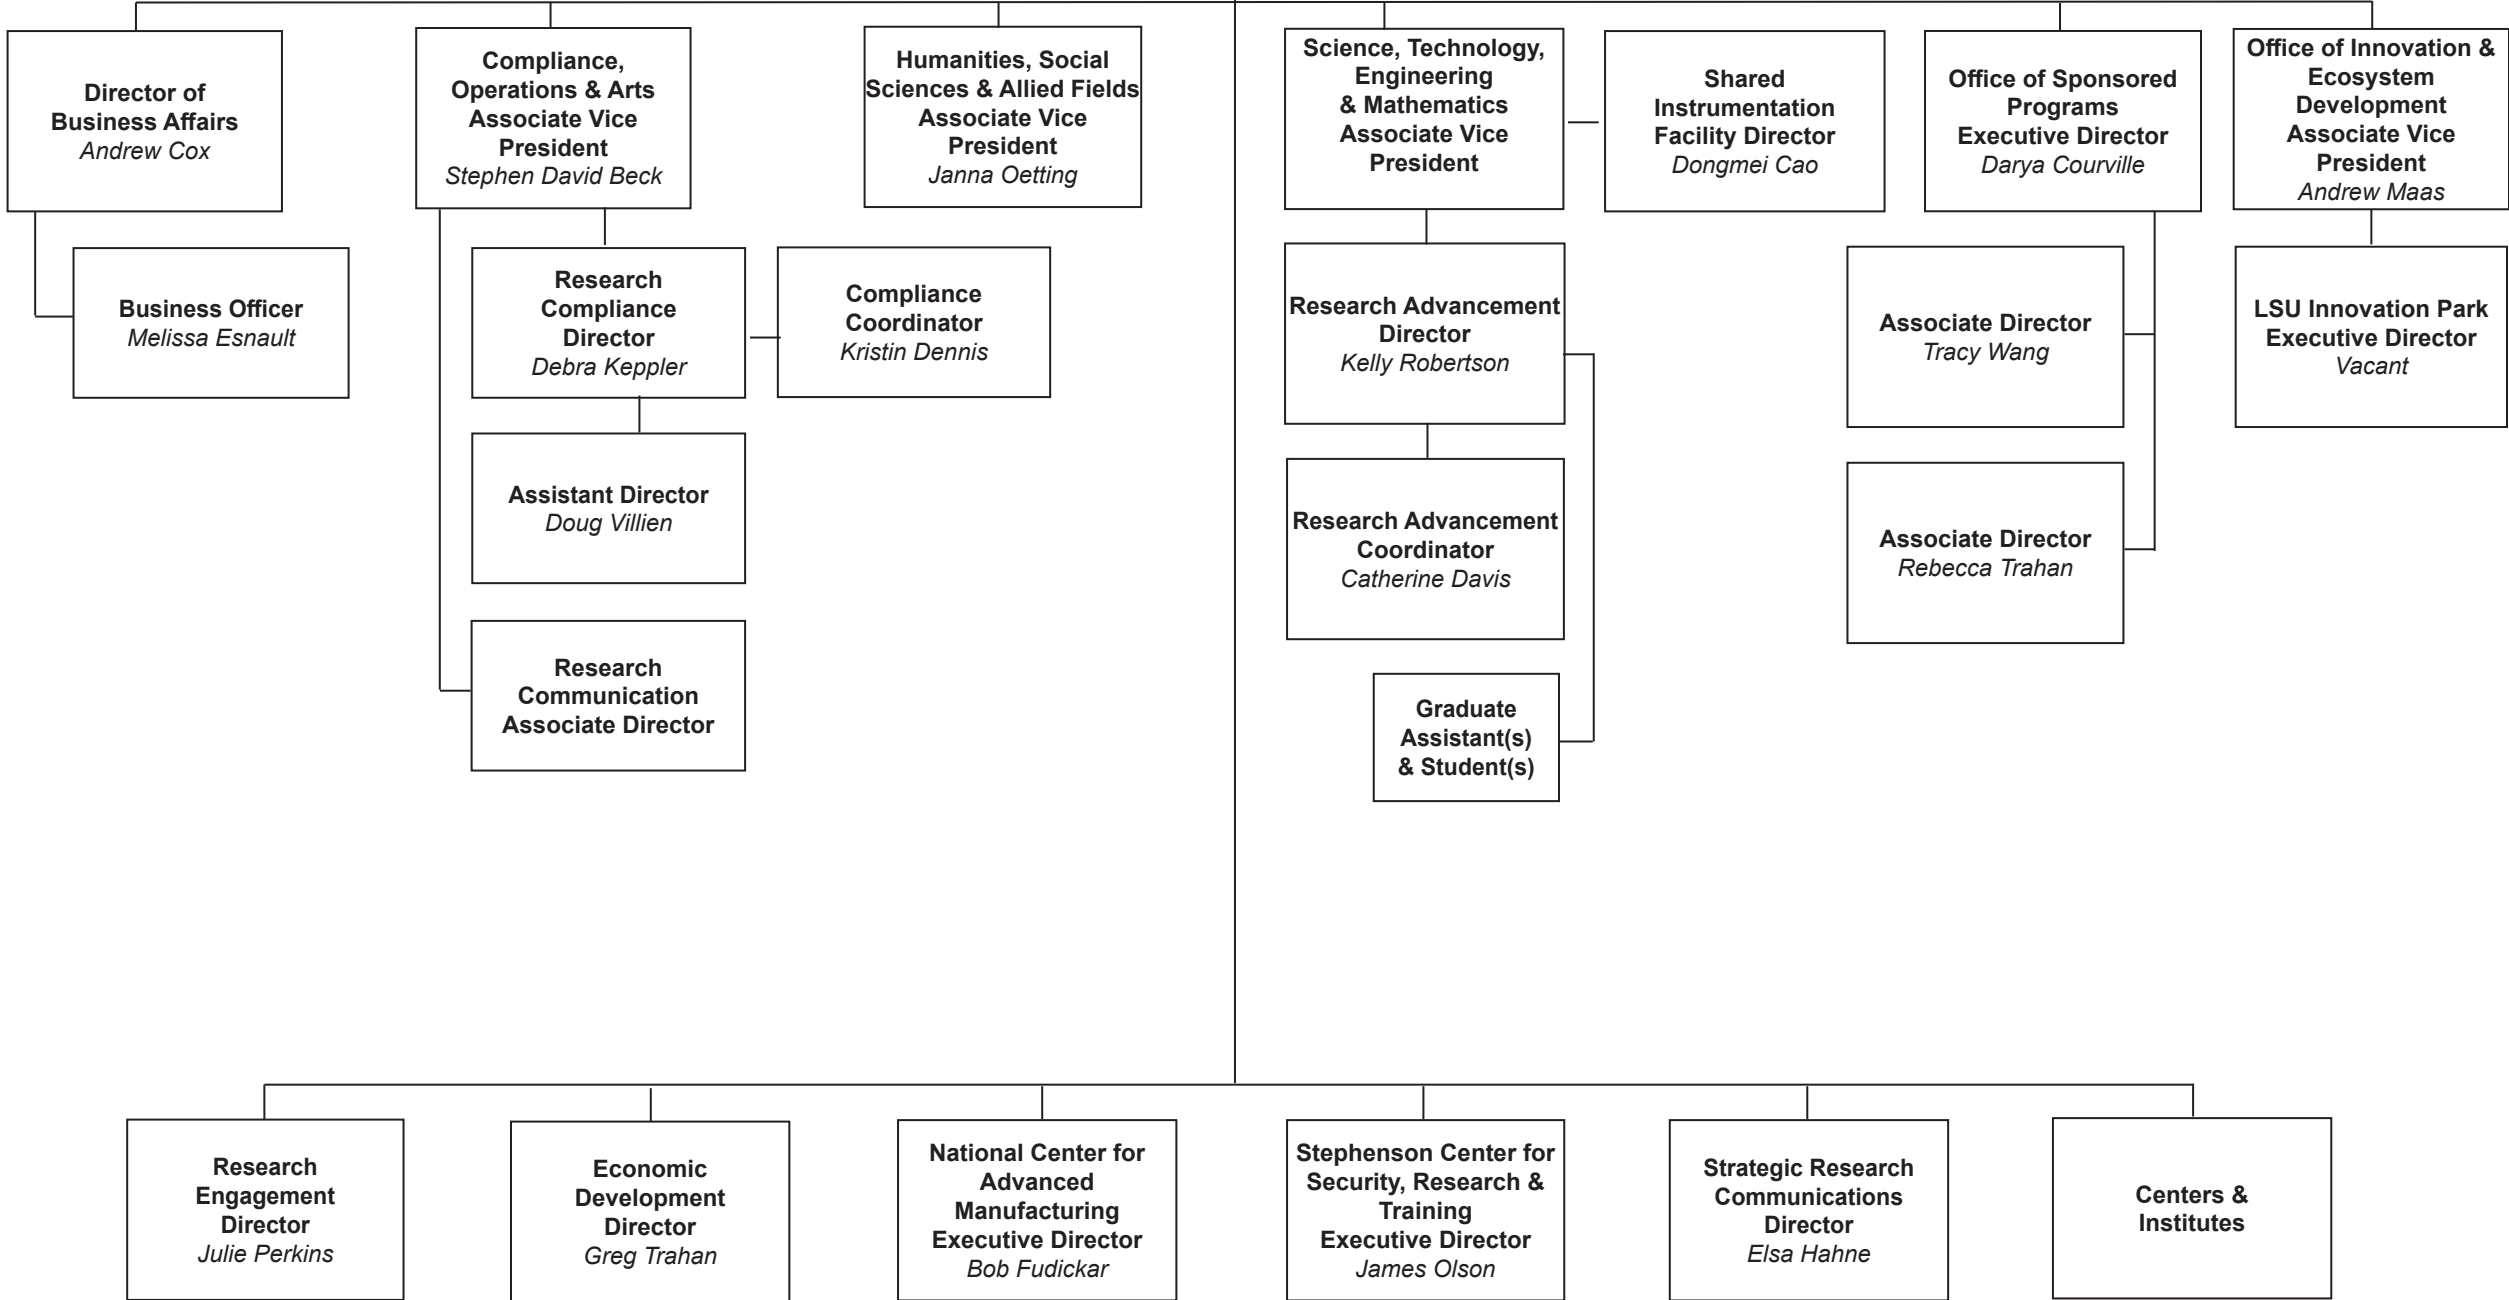 Director of
Business Affairs
Andrew Cox
Compliance,
Operations & Arts
Associate Vice
President
Stephen David Beck
Humanities, Social
Sciences & Allied Fields
Associate Vice
President
Janna Oetting
Science, Technology,
Engineering
& Mathematics
Associate Vice
President
Shared
Instrumentation
Facility Director
Dongmei Cao
Office of Sponsored
Programs
Executive Director
Darya Courville
Office of Innovation &
Ecosystem
Development
Associate Vice
President
Andrew Maas
Business Officer
Melissa Esnault
Research
Compliance
Director
Debra Keppler
Compliance
Coordinator
Kristin Dennis
Research Advancement
Director
Kelly Robertson
Associate Director
Tracy Wang
LSU Innovation Park
Executive Director
Vacant
Assistant Director
Doug Villien
Research Advancement
Coordinator
Catherine Davis
Associate Director
Rebecca Trahan
Research
Communication
Associate Director
Graduate
Assistant(s)
& Student(s)
Research
Engagement
Director
Julie Perkins
Economic
Development
Director
Greg Trahan
National Center for
Advanced
Manufacturing
Executive Director
Bob Fudickar
Stephenson Center for
Security, Research &
Training
Executive Director
James Olson
Strategic Research
Communications
Director
Elsa Hahne
Centers &
Institutes